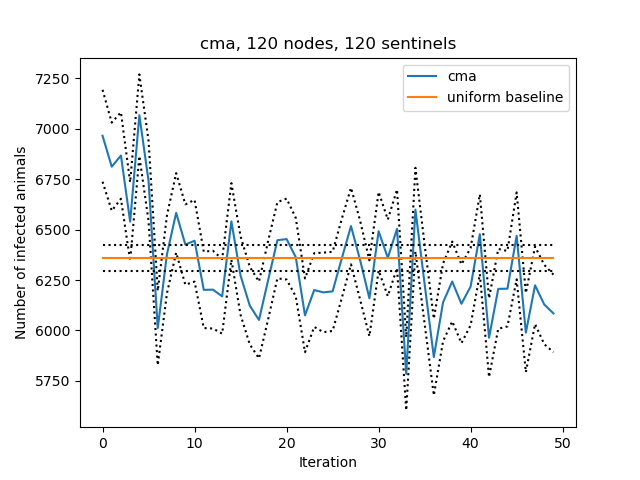 cma, 120 nodes, 120 sentinels
cma
uniform baseline
Number of infected animals
7250
7000
6750
6500
6250
6000
5750
0 10 20 30 40 50
Iteration